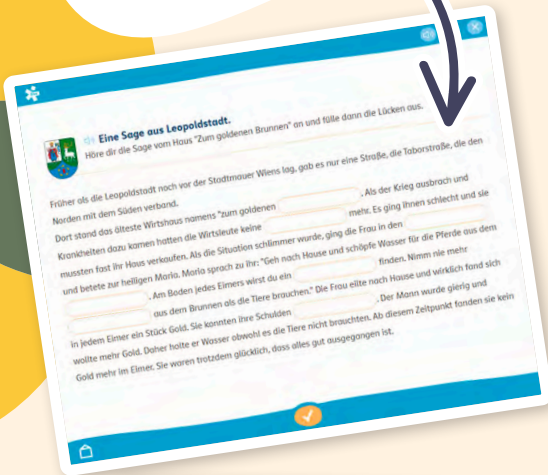 Eine Sage aus Leopoldstadt.
Höre dir die Sage vom Haus "Zum goldenen Brunnen" an und fülle dann die Lücken aus.
Früher als die Leopoldstadt noch vor der Stadtmauer Wiens lag, gab es nur eine Straße, die Taborstraße, die den
Norden mit dem Süden verband.
Dort stand das älteste Wirtshaus namens "zum goldenen . Als der Krieg ausbrach und
Krankheiten dazu kamen hatten die Wirtsleute keine mehr. Es ging ihnen schlecht und sie
mussten fast ihr Haus verkaufen. Als die Situation schlimmer wurde, ging die Frau in den
und betete zur heiligen Maria. Maria sprach zu ihr: "Geh nach Hause und schöpfe Wasser für die Pferde aus dem
. Am Boden jedes Eimers wirst du ein finden. Nimm nie mehr
aus dem Brunnen als die Tiere brauchen." Die Frau eilte nach Hause und wirklich fand sich
in jedem Eimer ein Stück Gold. Sie konnten ihre Schulden . Der Mann wurde gierig und
wollte mehr Gold. Daher holte er Wasser obwohl es die Tiere nicht brauchten. Ab diesem Zeitpunkt fanden sie kein
Gold mehr im Eimer. Sie waren trotzdem glücklich, dass alles gut ausgegangen ist.